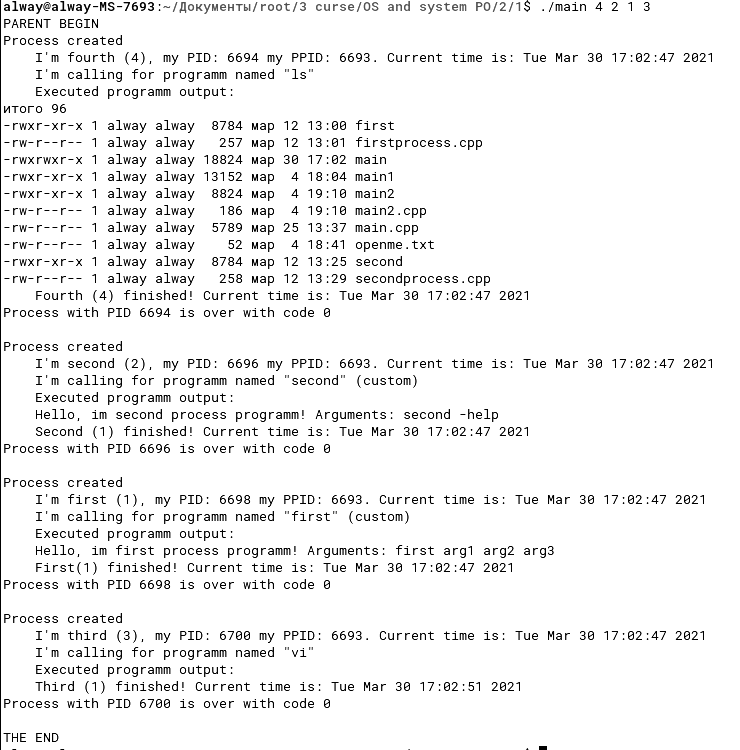 alway@alway-MS-7693:~/Документы/root/3 curse/OS and system PO/2/1$ ./main 4 2 1 3
PARENT BEGIN
Process created
    I'm fourth (4), my PID: 6694 my PPID: 6693. Current time is: Tue Mar 30 17:02:47 2021
    I'm calling for programm named "ls"
    Executed programm output:
итого 96
-rwxr-xr-x 1 alway alway  8784 мар 12 13:00 first
-rw-r--r-- 1 alway alway   257 мар 12 13:01 firstprocess.cpp
-rwxrwxr-x 1 alway alway 18824 мар 30 17:02 main
-rwxr-xr-x 1 alway alway 13152 мар  4 18:04 main1
-rwxr-xr-x 1 alway alway  8824 мар  4 19:10 main2
-rw-r--r-- 1 alway alway   186 мар  4 19:10 main2.cpp
-rw-r--r-- 1 alway alway  5789 мар 25 13:37 main.cpp
-rw-r--r-- 1 alway alway    52 мар  4 18:41 openme.txt
-rwxr-xr-x 1 alway alway  8784 мар 12 13:25 second
-rw-r--r-- 1 alway alway   258 мар 12 13:29 secondprocess.cpp
    Fourth (4) finished! Current time is: Tue Mar 30 17:02:47 2021
Process with PID 6694 is over with code 0

Process created
    I'm second (2), my PID: 6696 my PPID: 6693. Current time is: Tue Mar 30 17:02:47 2021
    I'm calling for programm named "second" (custom)
    Executed programm output:
    Hello, im second process programm! Arguments: second -help
    Second (1) finished! Current time is: Tue Mar 30 17:02:47 2021
Process with PID 6696 is over with code 0

Process created
    I'm first (1), my PID: 6698 my PPID: 6693. Current time is: Tue Mar 30 17:02:47 2021
    I'm calling for programm named "first" (custom)
    Executed programm output:
    Hello, im first process programm! Arguments: first arg1 arg2 arg3
    First(1) finished! Current time is: Tue Mar 30 17:02:47 2021
Process with PID 6698 is over with code 0

Process created
    I'm third (3), my PID: 6700 my PPID: 6693. Current time is: Tue Mar 30 17:02:47 2021
    I'm calling for programm named "vi"
    Executed programm output:
    Third (1) finished! Current time is: Tue Mar 30 17:02:51 2021
Process with PID 6700 is over with code 0

THE END